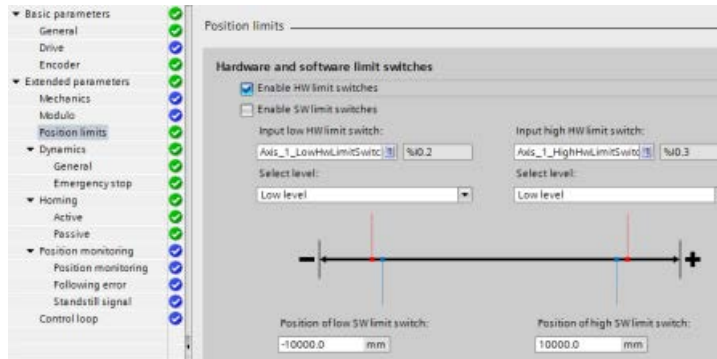 Basic parameters
General
Drive
Encoder
Extended parameters
Mechanics
Modulo
Position limits
Dynamics
General
Emergency stop
Homing
Active
Passive
Position monitoring
Position monitoring
Following error
Standstill signal
Control loop
Position limits
Hardware and software limit switches
Enable HW limit switches
Enable SW limit switches
Input low HW limit switch: Input high HW limit switch:
Axis_1_LowHwLimitSwitc %I0.2 Axis_1_HighHwLimitSwitc %I0.3
Select level: Select level:
Low level Low level
− +
Position of low SW limit switch: Position of high SW limit switch:
-10000.0 mm 10000.0 mm